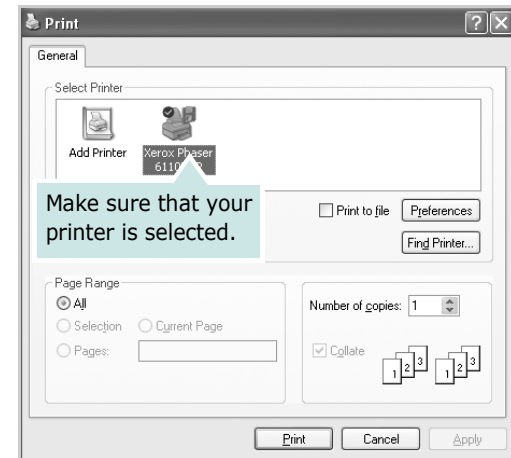 Print
General
Select Printer
Add Printer
Xerox Phaser
Make sure that your
printer is selected.
Print to file
Preferences
Find Printer...
Page Range
All
Selection
Current Page
Pages:
Number of copies: 1
Collate
1 2 3 1 2 3
Print
Cancel
Apply